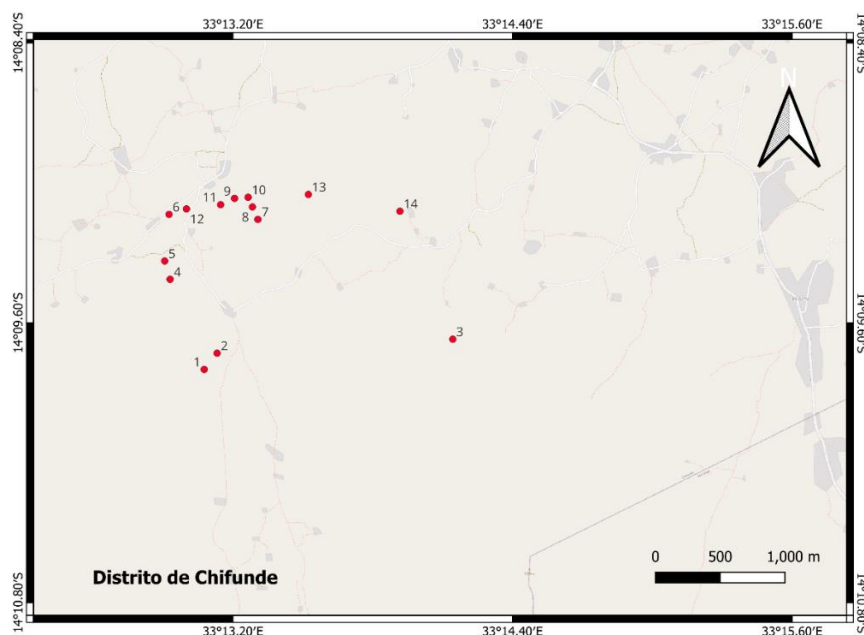 33°13.20′E 33°14.40′E 33°15.60′E
14°08.40′S 14°08.40′S
N
9 10 13
11
6 12 8 7 14
5
4
14°09.60′S 14°09.60′S
3
2
1
Distrito de Chifunde
0 500 1,000 m
14°10.80′S 14°10.80′S
33°13.20′E 33°14.40′E 33°15.60′E